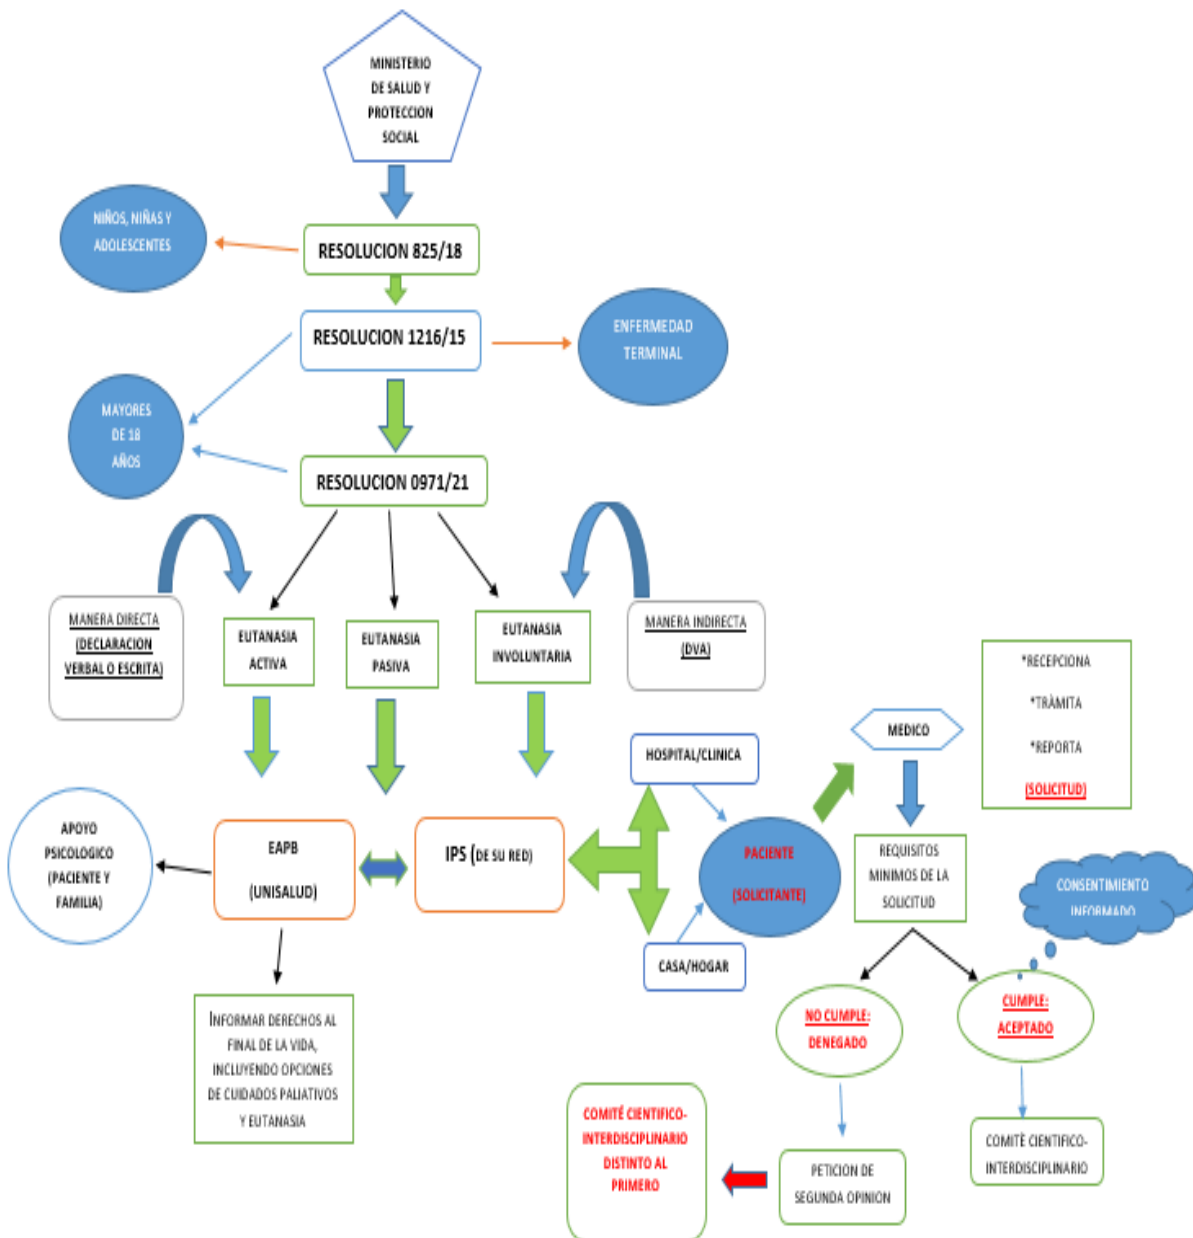 MINISTERIO
DE SALUD Y
PROTECCION
SOCIAL
NIÑOS, NIÑAS Y
ADOLESCENTES
RESOLUCION 825/18
RESOLUCION 1216/15
ENFERMEDAD
TERMINAL
MAYORES
DE 18
AÑOS
RESOLUCION 0971/21
MANERA DIRECTA
(DECLARACION
VERBAL O ESCRITA)
EUTANASIA
ACTIVA
EUTANASIA
PASIVA
EUTANASIA
INVOLUNTARIA
MANERA INDIRECTA
(DVA)
*RECEPCIONA
*TRÀMITA
*REPORTA
(SOLICITUD)
MEDICO
HOSPITAL/CLINICA
APOYO
PSICOLOGICO
(PACIENTE Y
FAMILIA)
EAPB
(UNISALUD)
IPS (DE SU RED)
PACIENTE
(SOLICITANTE)
REQUISITOS
MINIMOS DE LA
SOLICITUD
CONSENTIMIENTO
INFORMADO
CASA/HOGAR
INFORMAR DERECHOS AL
FINAL DE LA VIDA,
INCLUYENDO OPCIONES
DE CUIDADOS PALIATIVOS
Y EUTANASIA
NO CUMPLE:
DENEGADO
CUMPLE:
ACEPTADO
COMITÉ CIENTIFICO-
INTERDISCIPLINARIO
DISTINTO AL
PRIMERO
PETICION DE
SEGUNDA OPINION
COMITÈ CIENTIFICO-
INTERDISCIPLINARIO